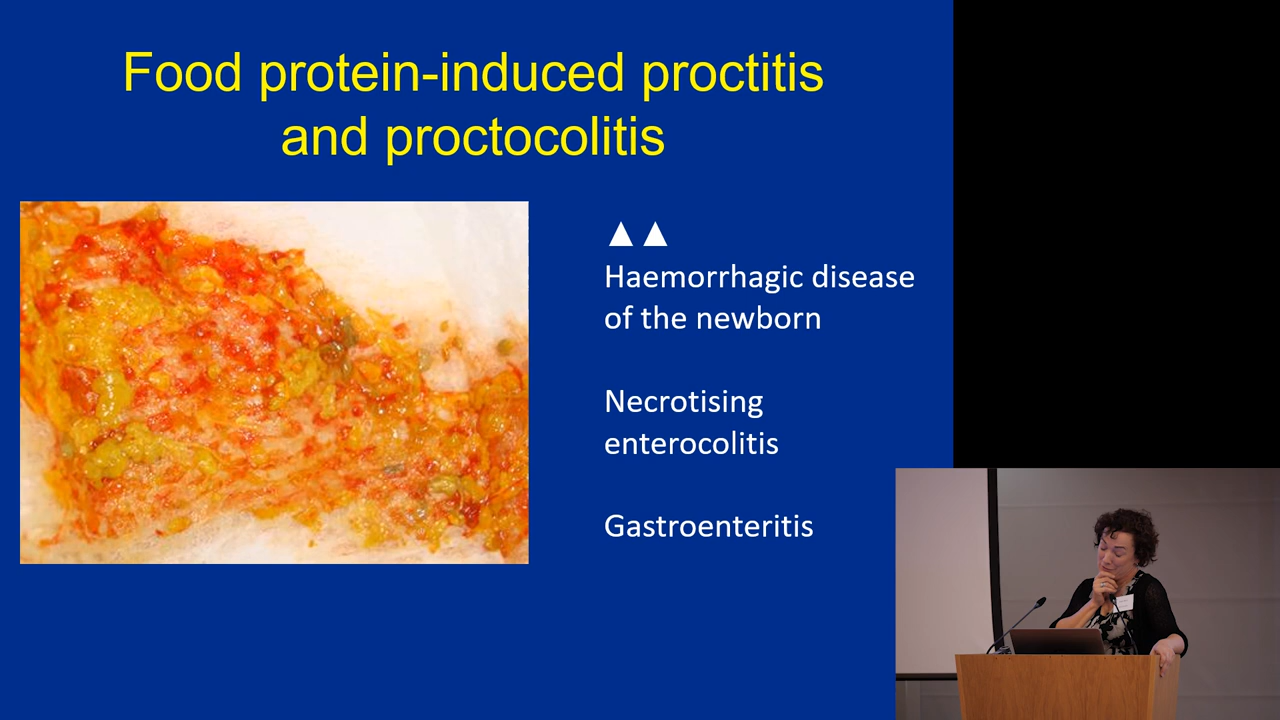 Food protein-induced proctitis
and proctocolitis
▲▲
Haemorrhagic disease
of the newborn
Necrotising
enterocolitis
Gastroenteritis